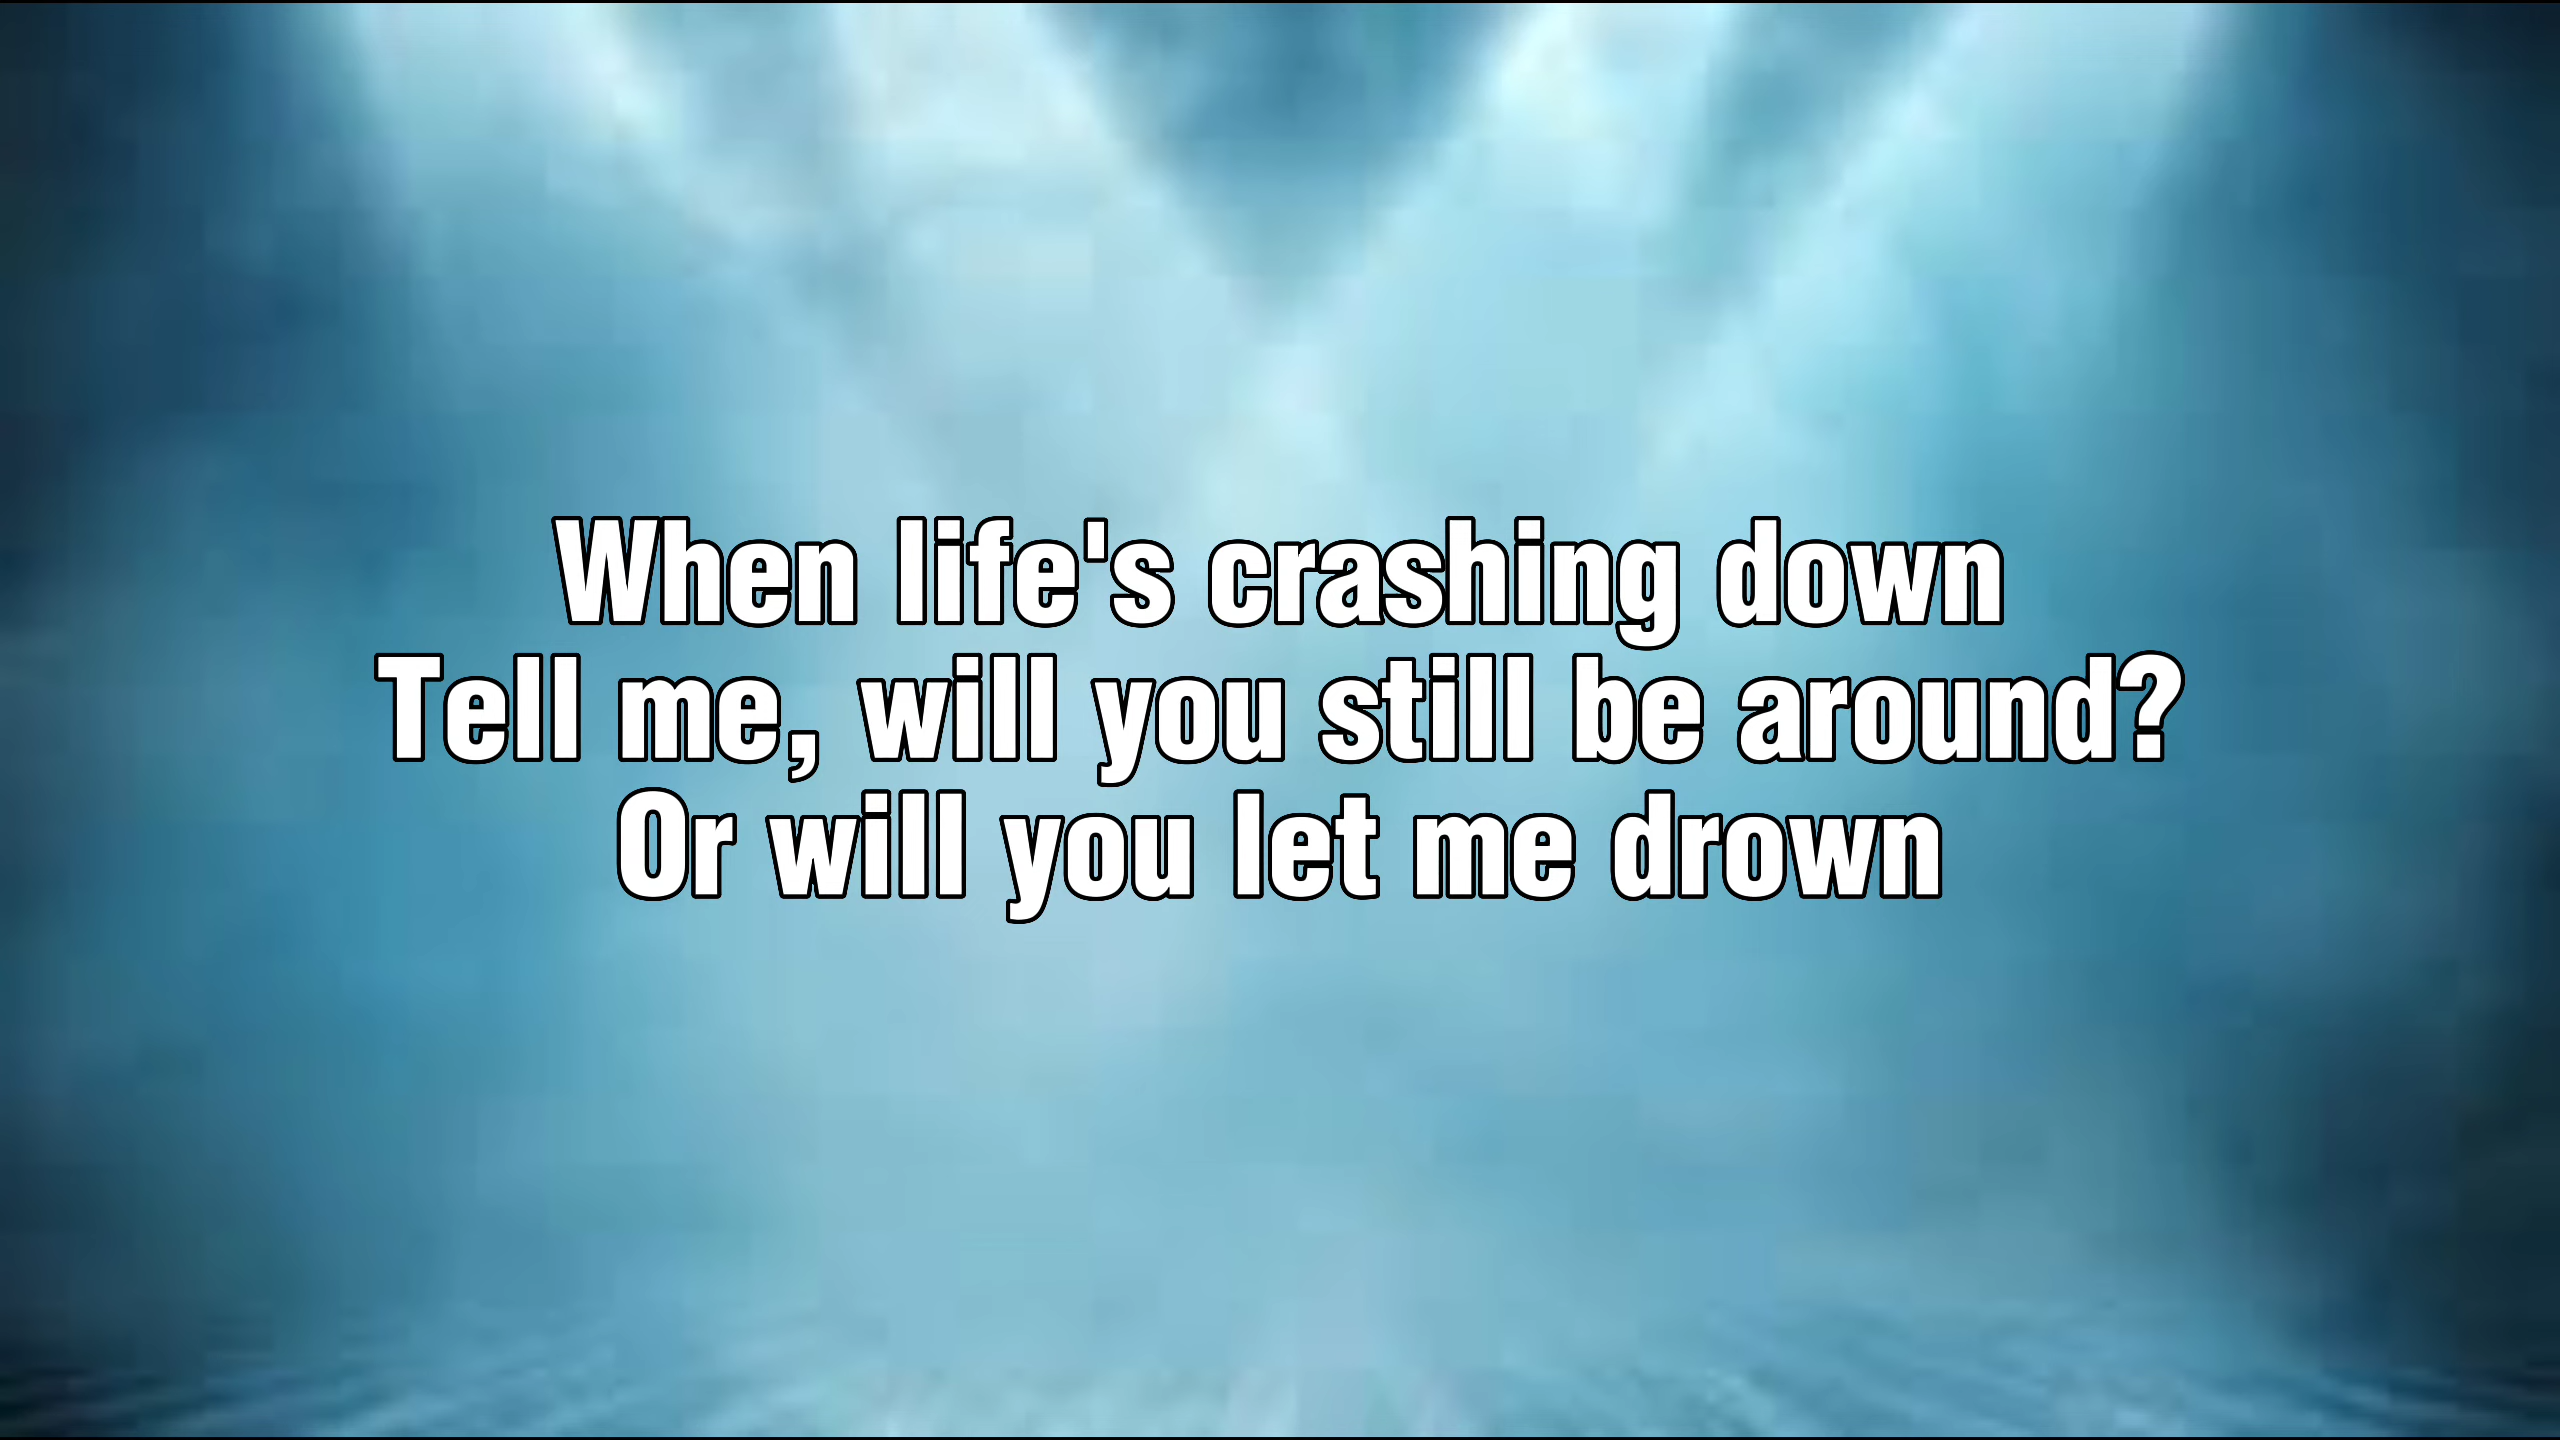 When life's crashing down
Tell me, will you still be around?
Or will you let me drown